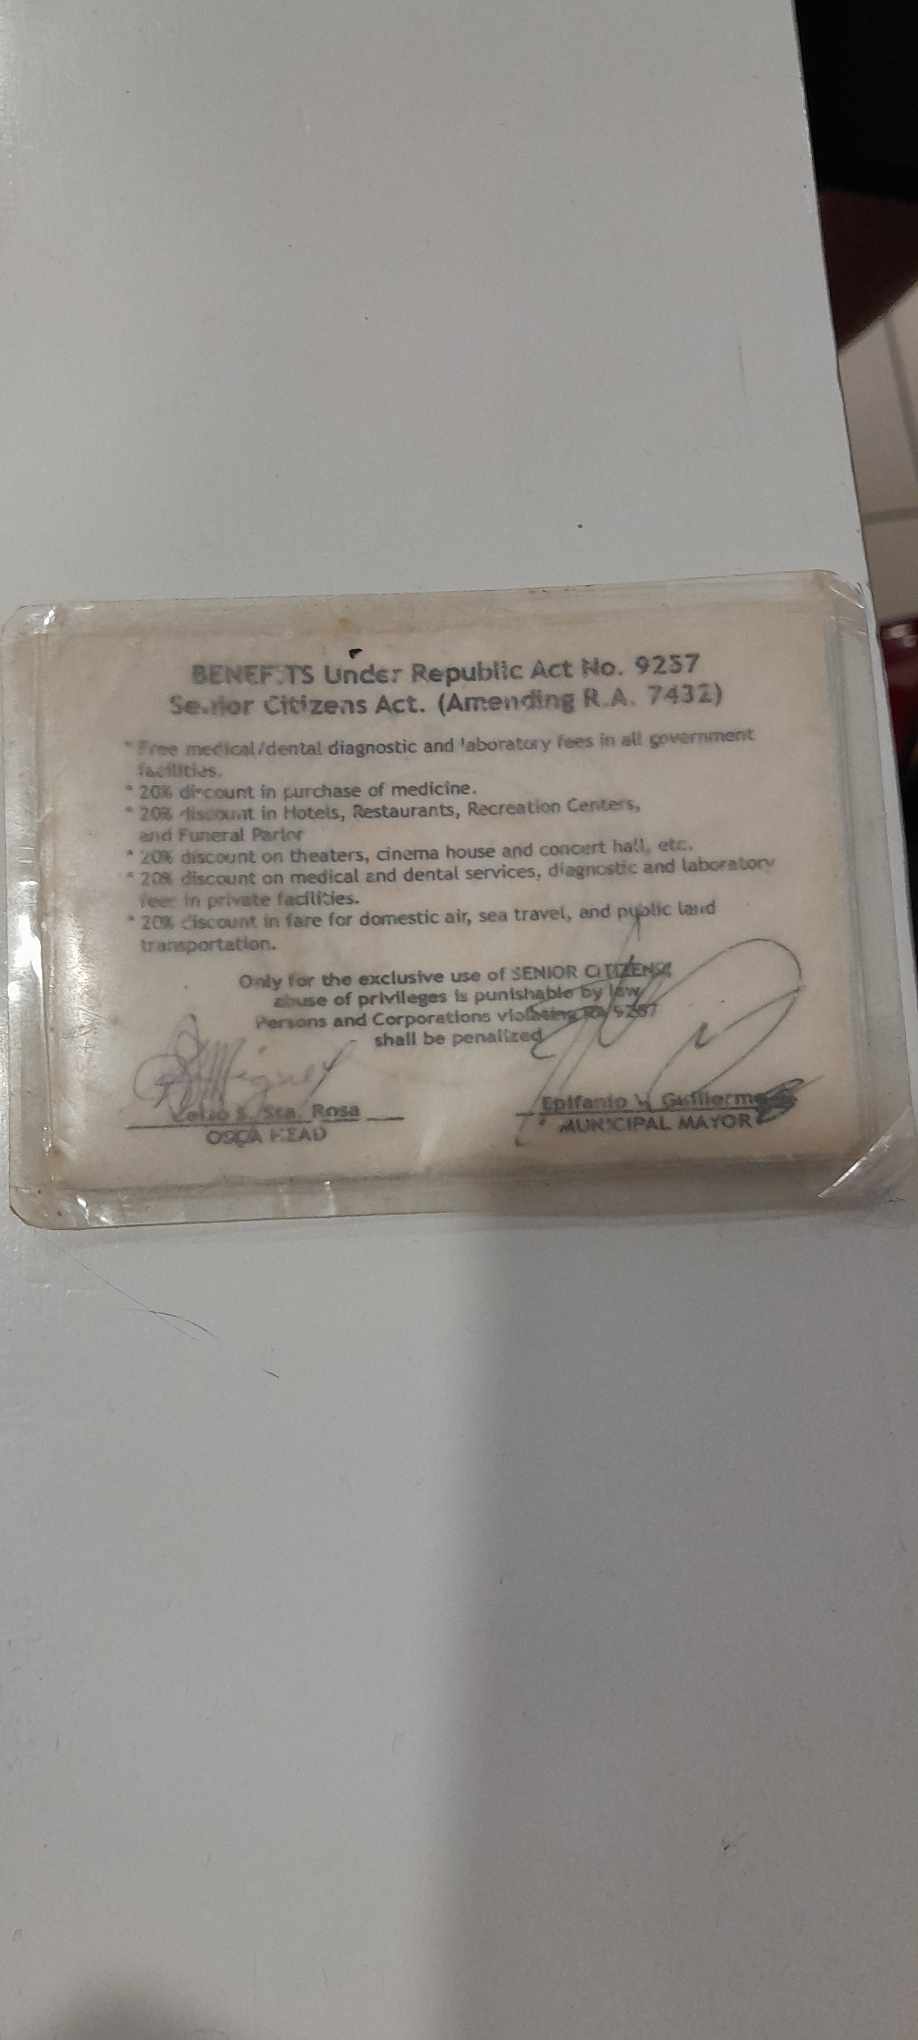 BENEFITS Under Republic Act No. 9257
Senior Citizens Act. (Amending R.A. 7432)
* Free medical/dental diagnostic and laboratory fees in all government
facilities.
* 20% discount in purchase of medicine.
* 20% discount in Hotels, Restaurants, Recreation Centers,
and Funeral Parlor
* 20% discount on theaters, cinema house and concert hall, etc.
* 20% discount on medical and dental services, diagnostic and laboratory
fees in private facilities.
* 20% discount in fare for domestic air, sea travel, and public land
transportation.
Only for the exclusive use of SENIOR CITIZENS
abuse of privileges is punishable by law
Persons and Corporations violating RA 9257
shall be penalized
S. Sta. Rosa
OSCA HEAD
Epifanio V. Guillermo
MUNICIPAL MAYOR